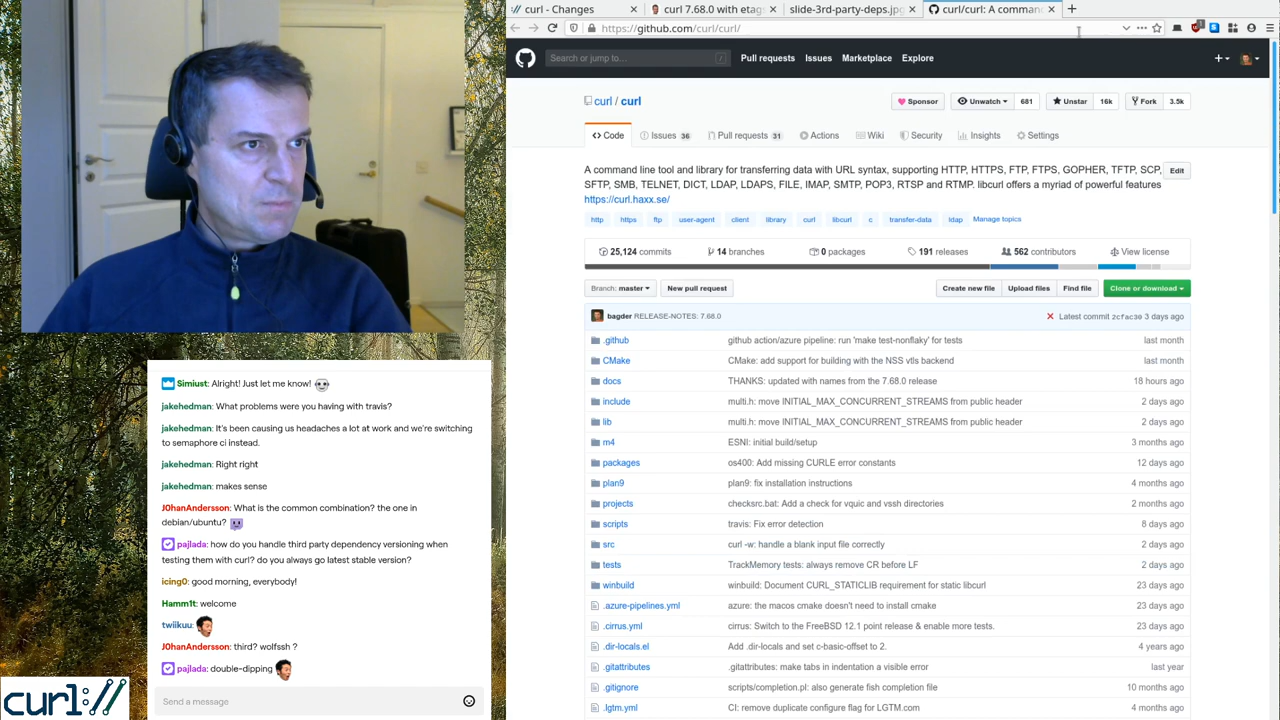 curl - Changes
curl 7.68.0 with etags
slide-3rd-party-deps.jpg
curl/curl: A comman
https://github.com/curl/curl/
Search or jump to...
/
Pull requests
Issues
Marketplace
Explore
curl / curl
Sponsor
Unwatch
681
Unstar
16k
Fork
3.5k
Code
Issues 36
Pull requests 31
Actions
Wiki
Security
Insights
Settings
A command line tool and library for transferring data with URL syntax, supporting HTTP, HTTPS, FTP, FTPS, GOPHER, TFTP, SCP,
SFTP, SMB, TELNET, DICT, LDAP, LDAPS, FILE, IMAP, SMTP, POP3, RTSP and RTMP. libcurl offers a myriad of powerful features
https://curl.haxx.se/
Edit
http https ftp user-agent client library curl libcurl c transfer-data ldap Manage topics
25,124 commits
14 branches
0 packages
191 releases
562 contributors
View license
Branch: master
New pull request
Create new file
Upload files
Find file
Clone or download
bagder RELEASE-NOTES: 7.68.0
Latest commit 2cfac30 3 days ago
.github github action/azure pipeline: run 'make test-nonflaky' for tests last month
CMake CMake: add support for building with the NSS vtls backend last month
docs THANKS: updated with names from the 7.68.0 release 18 hours ago
include multi.h: move INITIAL_MAX_CONCURRENT_STREAMS from public header 2 days ago
lib multi.h: move INITIAL_MAX_CONCURRENT_STREAMS from public header 2 days ago
m4 ESNI: initial build/setup 3 months ago
packages os400: Add missing CURLE error constants 12 days ago
plan9 plan9: fix installation instructions 4 months ago
projects checksrc.bat: Add a check for vquic and vssh directories 2 months ago
scripts travis: Fix error detection 8 days ago
src curl -w: handle a blank input file correctly 2 days ago
tests TrackMemory tests: always remove CR before LF 2 days ago
winbuild winbuild: Document CURL_STATICLIB requirement for static libcurl 23 days ago
.azure-pipelines.yml azure: the macos cmake doesn't need to install cmake 23 days ago
.cirrus.yml cirrus: Switch to the FreeBSD 12.1 point release & enable more tests. 23 days ago
.dir-locals.el Add .dir-locals and set c-basic-offset to 2. 4 years ago
.gitattributes .gitattributes: make tabs in indentation a visible error last year
.gitignore scripts/completion.pl: also generate fish completion file 10 months ago
.lgtm.yml CI: remove duplicate configure flag for LGTM.com 4 months ago
Simiust: Alright! Just let me know!
jakehedman: What problems were you having with travis?
jakehedman: It's been causing us headaches a lot at work and we're switching
to semaphore ci instead.
jakehedman: Right right
jakehedman: makes sense
J0hanAndersson: What is the common combination? the one in
debian/ubuntu?
pajlada: how do you handle third party dependency versioning when
testing them with curl? do you always go latest stable version?
icing0: good morning, everybody!
Hamm1t: welcome
twiikuu:
J0hanAndersson: third? wolfssh ?
pajlada: double-dipping
Send a message
curl://